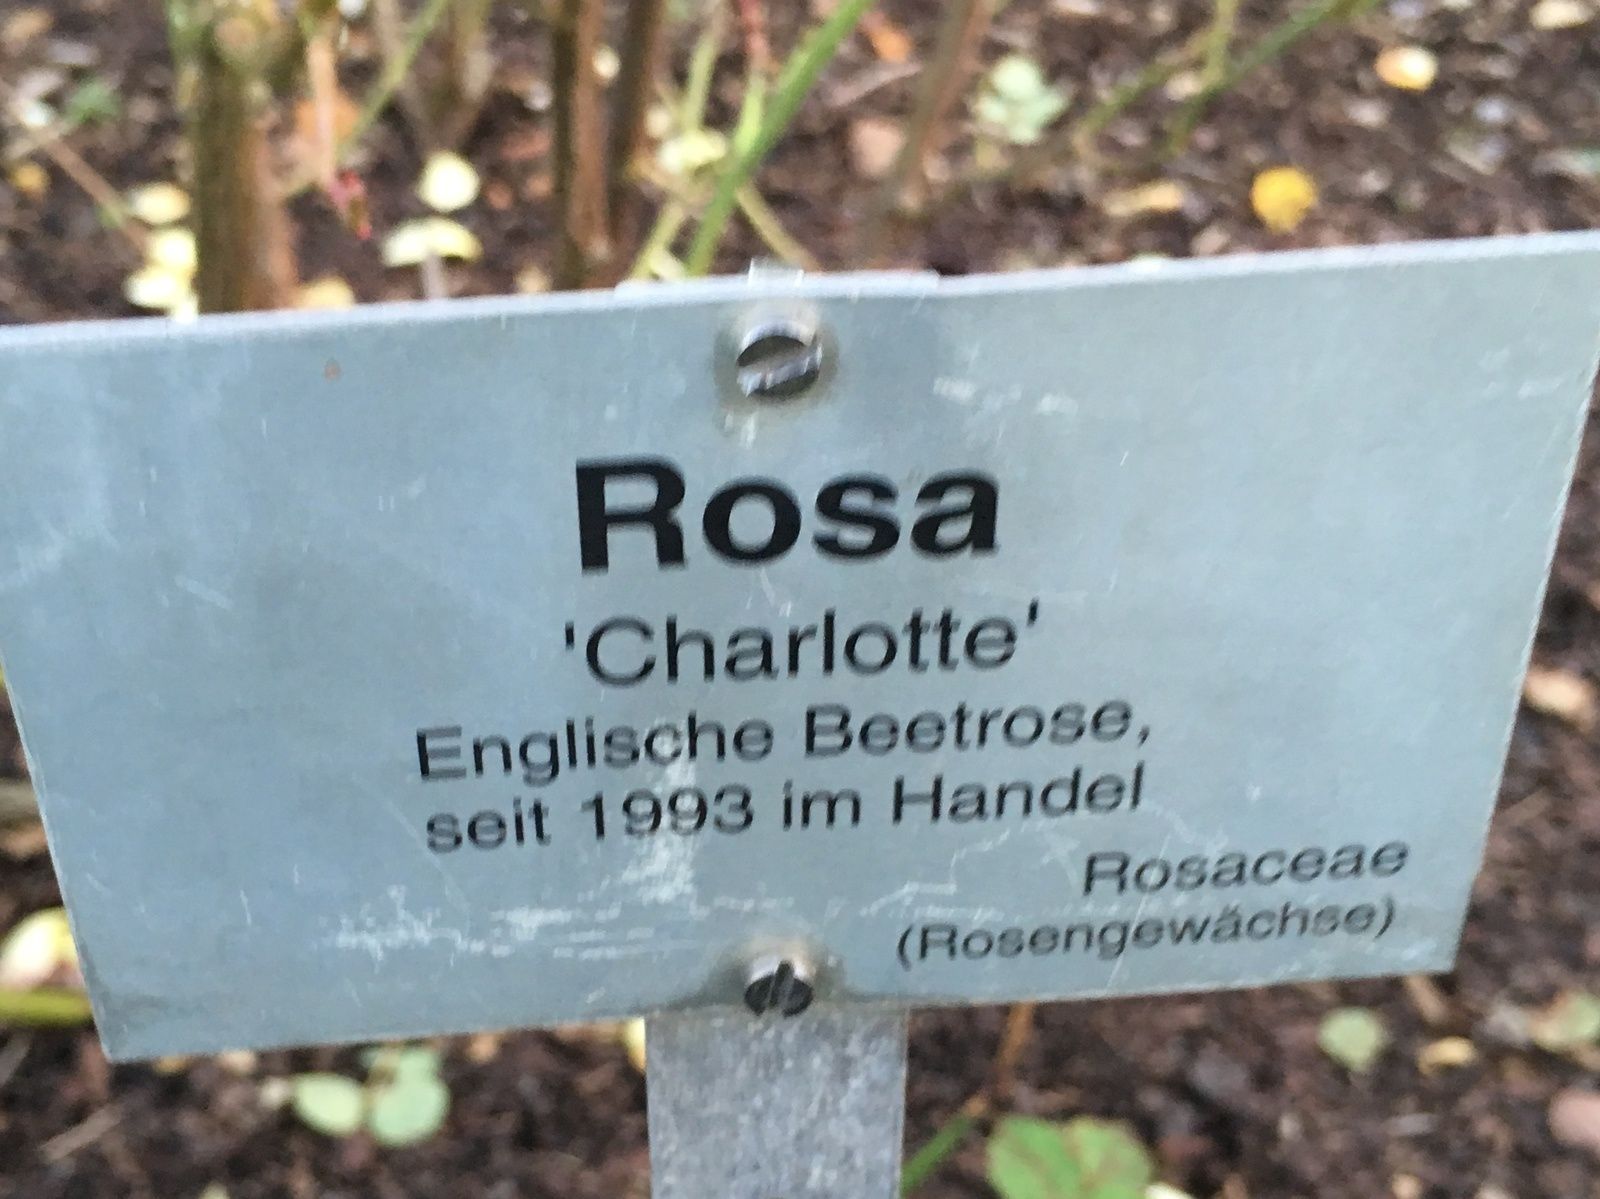 Rosa
'Charlotte'
Englische Beetrose,
seit 1993 im Handel
Rosaceae
(Rosengewächse)